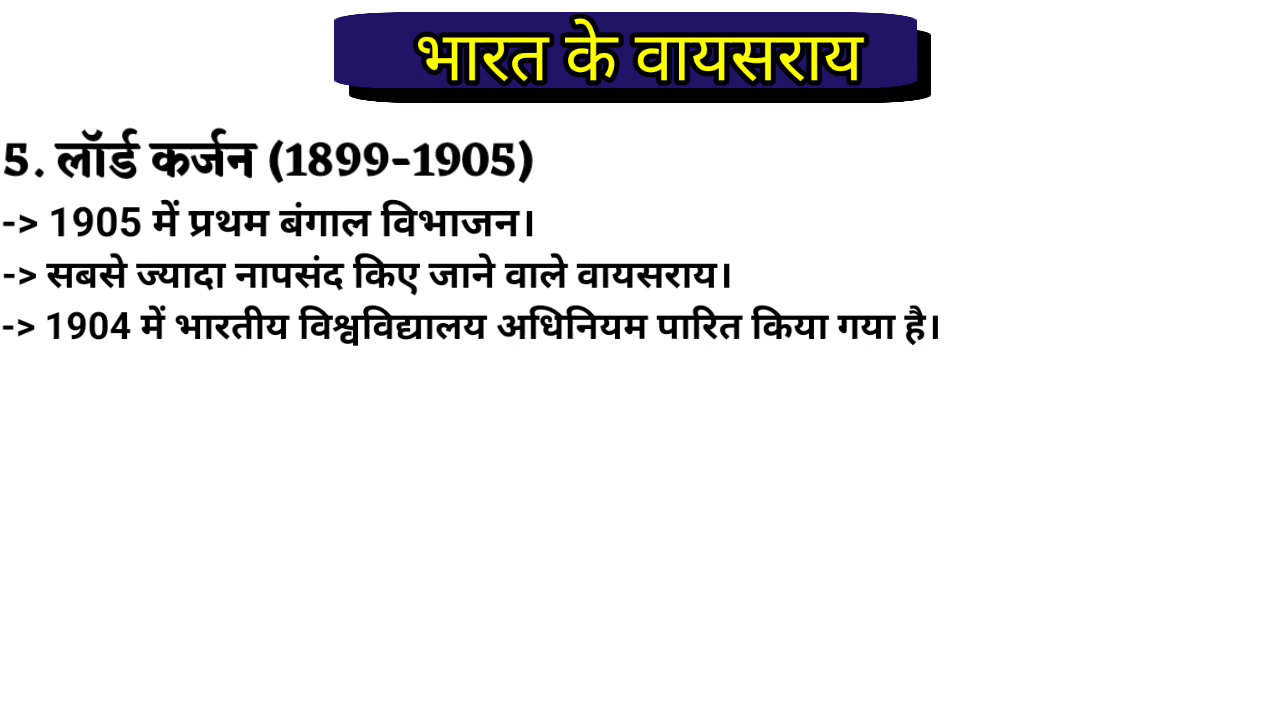 भारत के वायसराय
5. लॉर्ड कर्जन (1899-1905)
-> 1905 में प्रथम बंगाल विभाजन।
-> सबसे ज्यादा नापसंद किए जाने वाले वायसराय।
-> 1904 में भारतीय विश्वविद्यालय अधिनियम पारित किया गया है।